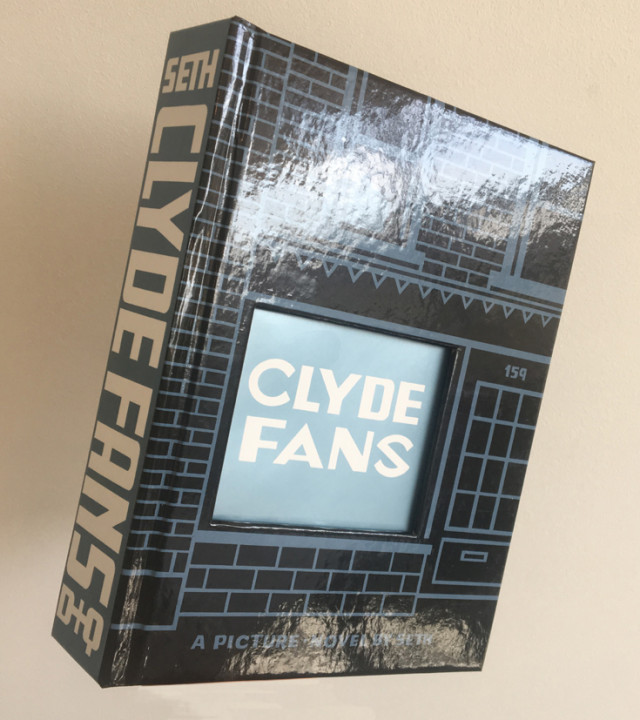 SETH CLYDE FANS D+Q
159
CLYDE
FANS
A PICTURE NOVEL BY SETH